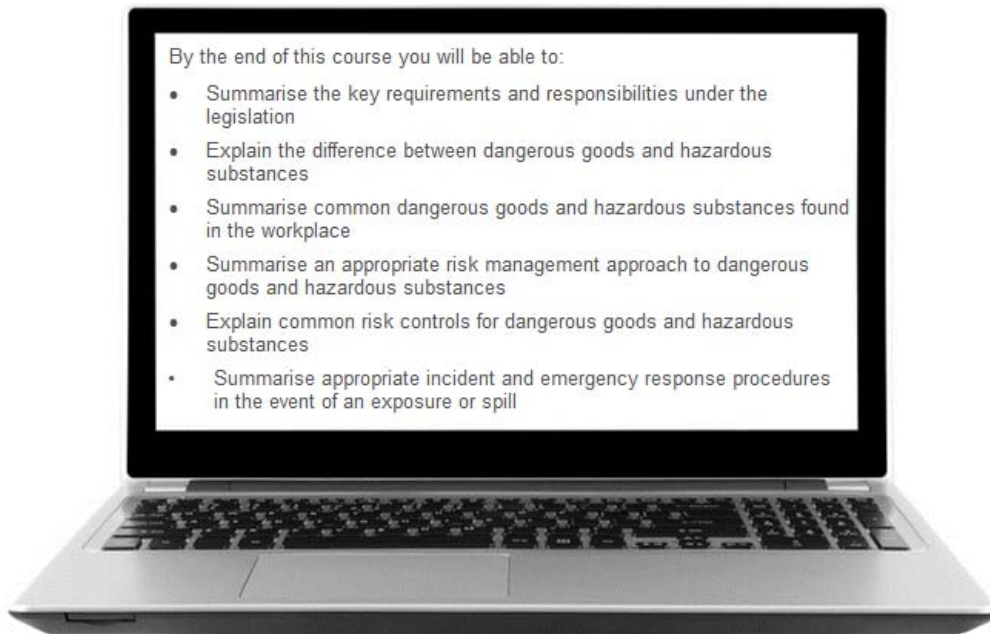 By the end of this course you will be able to:
• Summarise the key requirements and responsibilities under the
legislation
• Explain the difference between dangerous goods and hazardous
substances
• Summarise common dangerous goods and hazardous substances found
in the workplace
• Summarise an appropriate risk management approach to dangerous
goods and hazardous substances
• Explain common risk controls for dangerous goods and hazardous
substances
• Summarise appropriate incident and emergency response procedures
in the event of an exposure or spill